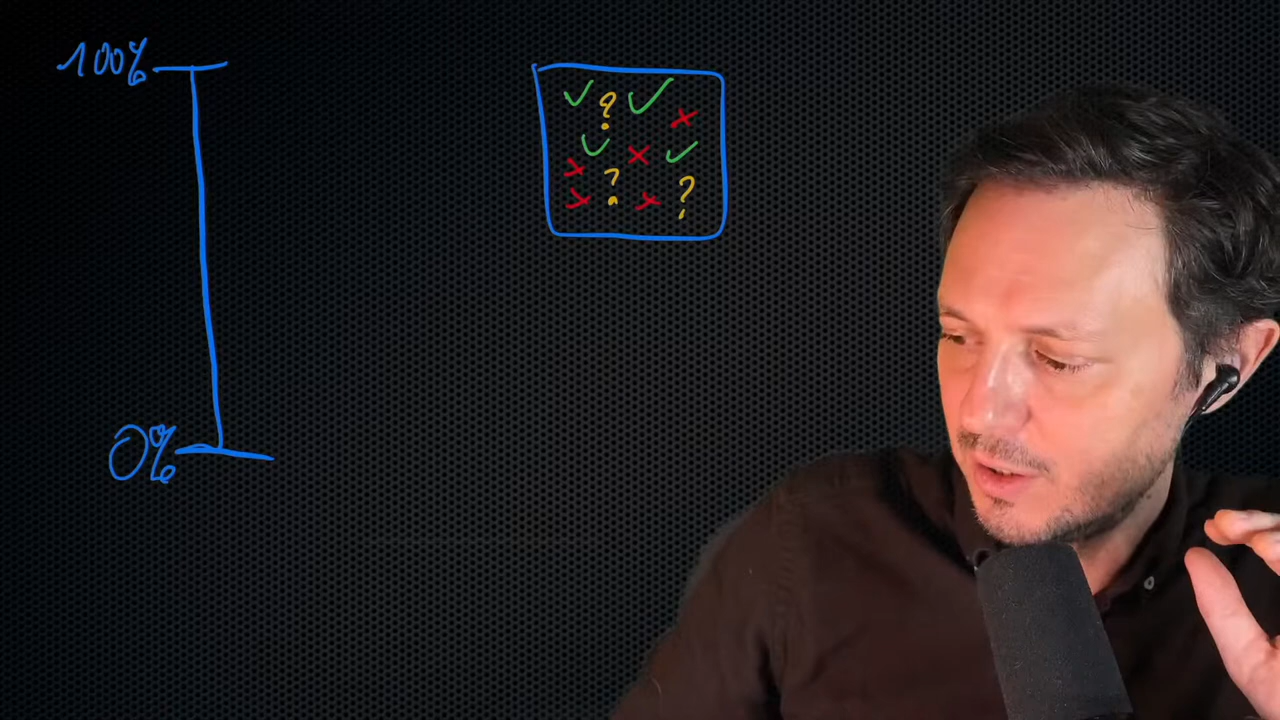 100%
✓ ? ✓ ×
✓ × ✓
× ?
× × ?
0%